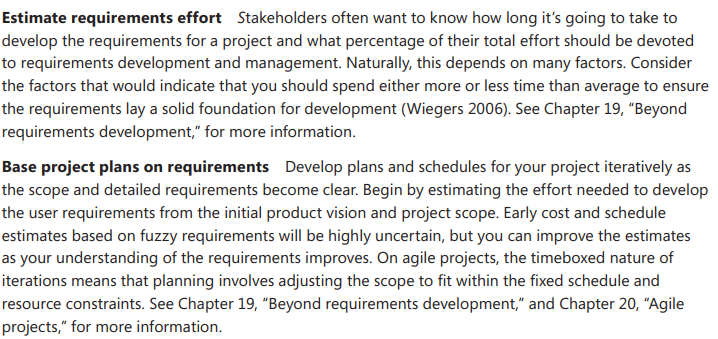 Estimate requirements effort Stakeholders often want to know how long it’s going to take to
develop the requirements for a project and what percentage of their total effort should be devoted
to requirements development and management. Naturally, this depends on many factors. Consider
the factors that would indicate that you should spend either more or less time than average to ensure
the requirements lay a solid foundation for development (Wiegers 2006). See Chapter 19, “Beyond
requirements development,” for more information.
Base project plans on requirements Develop plans and schedules for your project iteratively as
the scope and detailed requirements become clear. Begin by estimating the effort needed to develop
the user requirements from the initial product vision and project scope. Early cost and schedule
estimates based on fuzzy requirements will be highly uncertain, but you can improve the estimates
as your understanding of the requirements improves. On agile projects, the timeboxed nature of
iterations means that planning involves adjusting the scope to fit within the fixed schedule and
resource constraints. See Chapter 19, “Beyond requirements development,” and Chapter 20, “Agile
projects,” for more information.